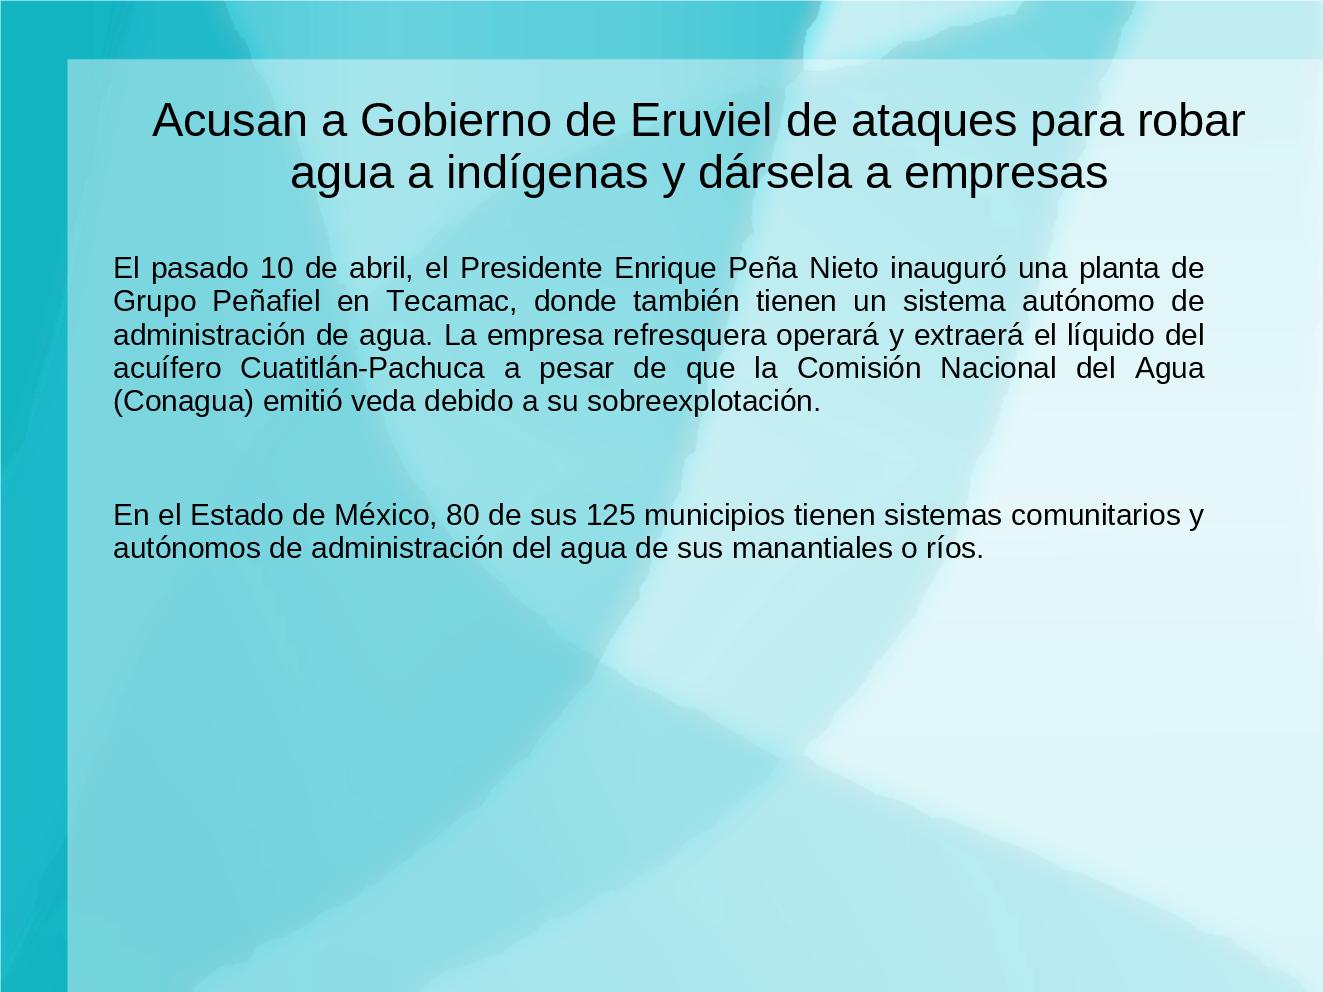 Acusan a Gobierno de Eruviel de ataques para robar
agua a indígenas y dársela a empresas
El pasado 10 de abril, el Presidente Enrique Peña Nieto inauguró una planta de
Grupo Peñafiel en Tecamac, donde también tienen un sistema autónomo de
administración de agua. La empresa refresquera operará y extraerá el líquido del
acuífero Cuatitlán-Pachuca a pesar de que la Comisión Nacional del Agua
(Conagua) emitió veda debido a su sobreexplotación.
En el Estado de México, 80 de sus 125 municipios tienen sistemas comunitarios y
autónomos de administración del agua de sus manantiales o ríos.